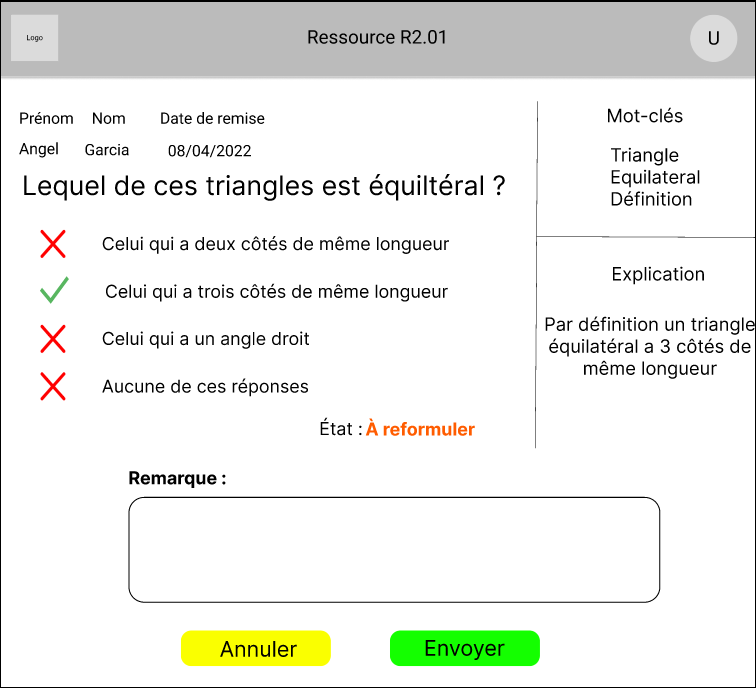 Logo
Ressource R2.01
U
Prénom Nom Date de remise
Angel Garcia 08/04/2022
Lequel de ces triangles est équiltéral ?
Celui qui a deux côtés de même longueur
Celui qui a trois côtés de même longueur
Celui qui a un angle droit
Aucune de ces réponses
État : À reformuler
Mot-clés
Triangle
Equilateral
Définition
Explication
Par définition un triangle
équilatéral a 3 côtés de
même longueur
Remarque :
Annuler
Envoyer